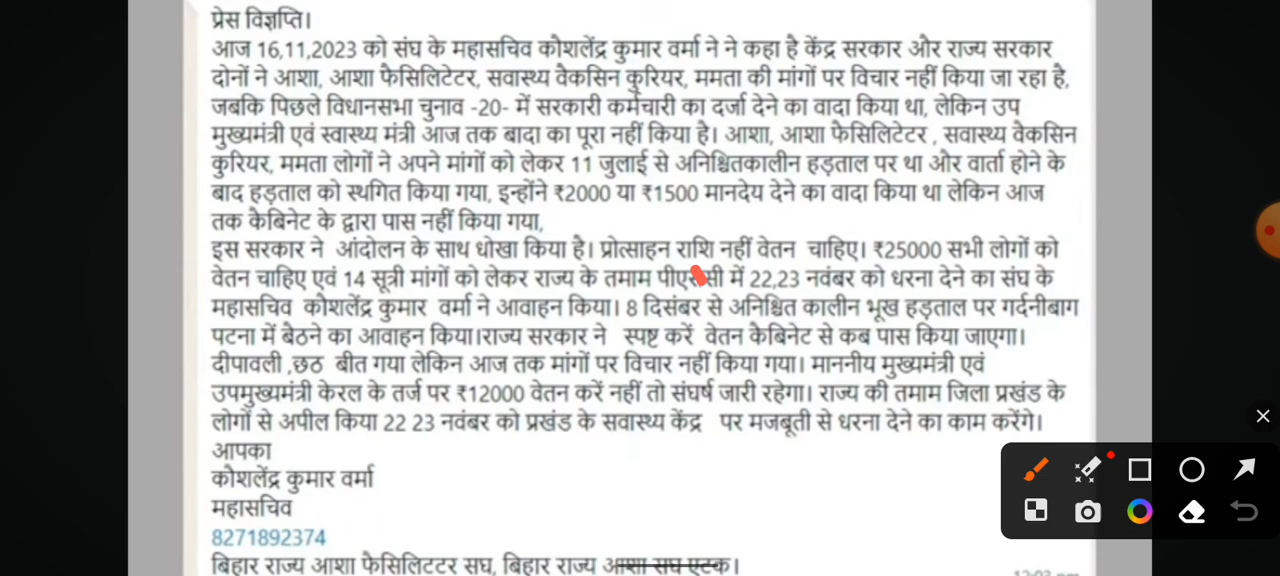 प्रेस विज्ञप्ति।
आज 16,11,2023 को संघ के महासचिव कौशलेंद्र कुमार वर्मा ने ने कहा है केंद्र सरकार और राज्य सरकार
दोनों ने आशा, आशा फैसिलिटेटर, सवास्थ्य वैकसिन कुरियर, ममता की मांगों पर विचार नहीं किया जा रहा है,
जबकि पिछले विधानसभा चुनाव -20- में सरकारी कर्मचारी का दर्जा देने का वादा किया था, लेकिन उप
मुख्यमंत्री एवं स्वास्थ्य मंत्री आज तक बादा का पूरा नहीं किया है। आशा, आशा फैसिलिटेटर , सवास्थ्य वैकसिन
कुरियर, ममता लोगों ने अपने मांगों को लेकर 11 जुलाई से अनिश्चितकालीन हड़ताल पर था और वार्ता होने के
बाद हड़ताल को स्थगित किया गया, इन्होंने ₹2000 या ₹1500 मानदेय देने का वादा किया था लेकिन आज
तक कैबिनेट के द्वारा पास नहीं किया गया,
इस सरकार ने आंदोलन के साथ धोखा किया है। प्रोत्साहन राशि नहीं वेतन चाहिए। ₹25000 सभी लोगों को
वेतन चाहिए एवं 14 सूत्री मांगों को लेकर राज्य के तमाम में 22,23 नवंबर को धरना देने का संघ के
महासचिव कौशलेंद्र कुमार वर्मा ने आवाहन किया। 8 दिसंबर से अनिश्चित कालीन भूख हड़ताल पर गर्दनीबाग
पटना में बैठने का आवाहन किया।राज्य सरकार ने स्पष्ट करें वेतन कैबिनेट से कब पास किया जाएगा।
दीपावली ,छठ बीत गया लेकिन आज तक मांगों पर विचार नहीं किया गया। माननीय मुख्यमंत्री एवं
उपमुख्यमंत्री केरल के तर्ज पर ₹12000 वेतन करें नहीं तो संघर्ष जारी रहेगा। राज्य की तमाम जिला प्रखंड के
लोगों से अपील किया 22 23 नवंबर को प्रखंड के सवास्थ्य केंद्र पर मजबूती से धरना देने का काम करेंगे।
आपका
कौशलेंद्र कुमार वर्मा
महासचिव
8271892374
बिहार राज्य आशा फैसिलिटटर सघ, बिहार राज्य आशा सघ एटक।